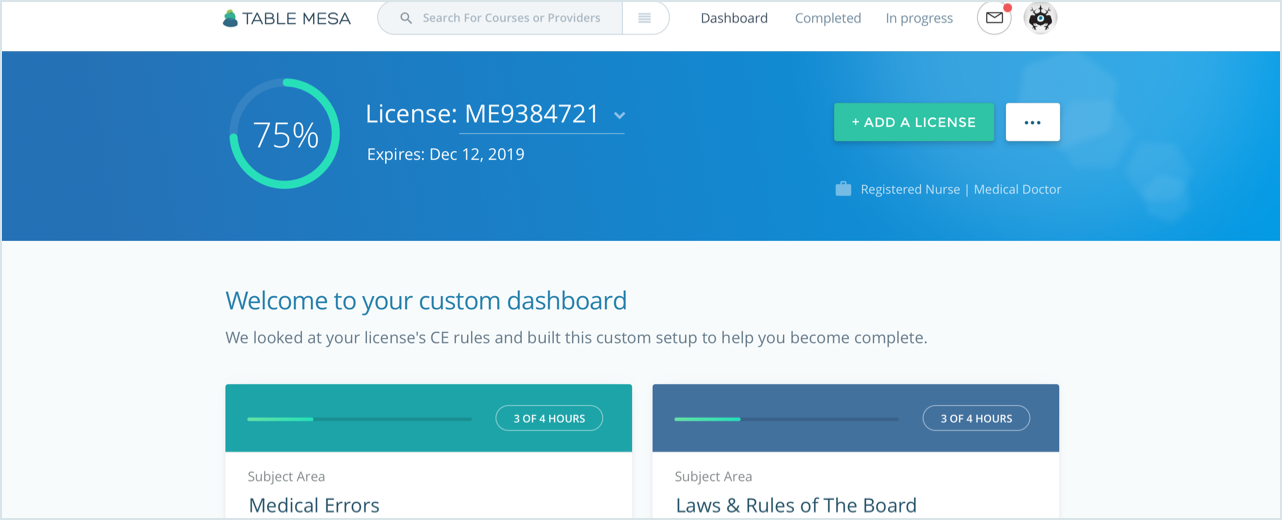 TABLE MESA
Search For Courses or Providers
Dashboard
Completed
In progress
75%
License: ME9384721
Expires: Dec 12, 2019
+ ADD A LICENSE
...
Registered Nurse | Medical Doctor
Welcome to your custom dashboard
We looked at your license's CE rules and built this custom setup to help you become complete.
3 OF 4 HOURS
Subject Area
Medical Errors
3 OF 4 HOURS
Subject Area
Laws & Rules of The Board